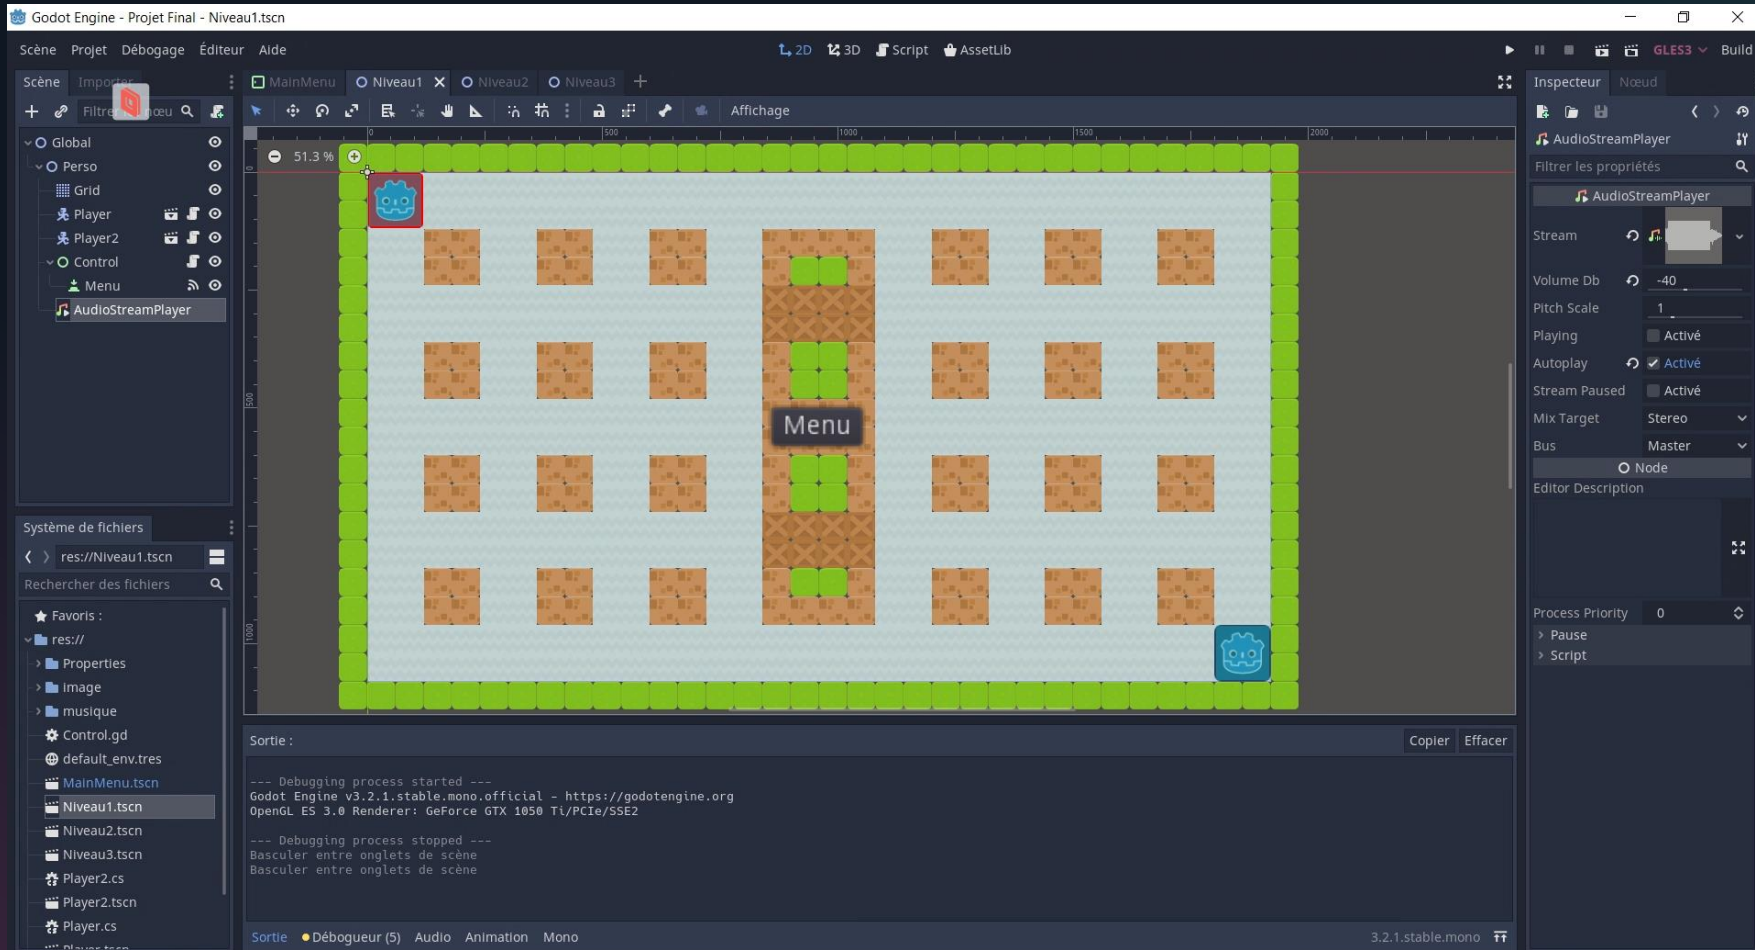 Godot Engine - Projet Final - Niveau1.tscn
Scène Projet Débogage Éditeur Aide
2D 3D Script AssetLib
GLES3 Build
Scène Importer
MainMenu Niveau1 Niveau2 Niveau3
Inspecteur Nœud
Affichage
Global
Perso
Grid
Player
Player2
Control
Menu
AudioStreamPlayer
Système de fichiers
res://Niveau1.tscn
Rechercher des fichiers
Favoris :
res://
Properties
image
musique
Control.gd
default_env.tres
MainMenu.tscn
Niveau1.tscn
Niveau2.tscn
Niveau3.tscn
Player2.cs
Player2.tscn
Player.cs
0 500 1000 1500 2000
51.3 %
0
500
1000
Menu
Sortie :
Copier Effacer
--- Debugging process started ---
Godot Engine v3.2.1.stable.mono.official - https://godotengine.org
OpenGL ES 3.0 Renderer: GeForce GTX 1050 Ti/PCIe/SSE2
--- Debugging process stopped ---
Basculer entre onglets de scène
Basculer entre onglets de scène
Sortie Débogueur (5) Audio Animation Mono
3.2.1.stable.mono
AudioStreamPlayer
Filtrer les propriétés
AudioStreamPlayer
Stream
Volume Db -40
Pitch Scale 1
Playing Activé
Autoplay Activé
Stream Paused Activé
Mix Target Stereo
Bus Master
Node
Editor Description
Process Priority 0
Pause
Script